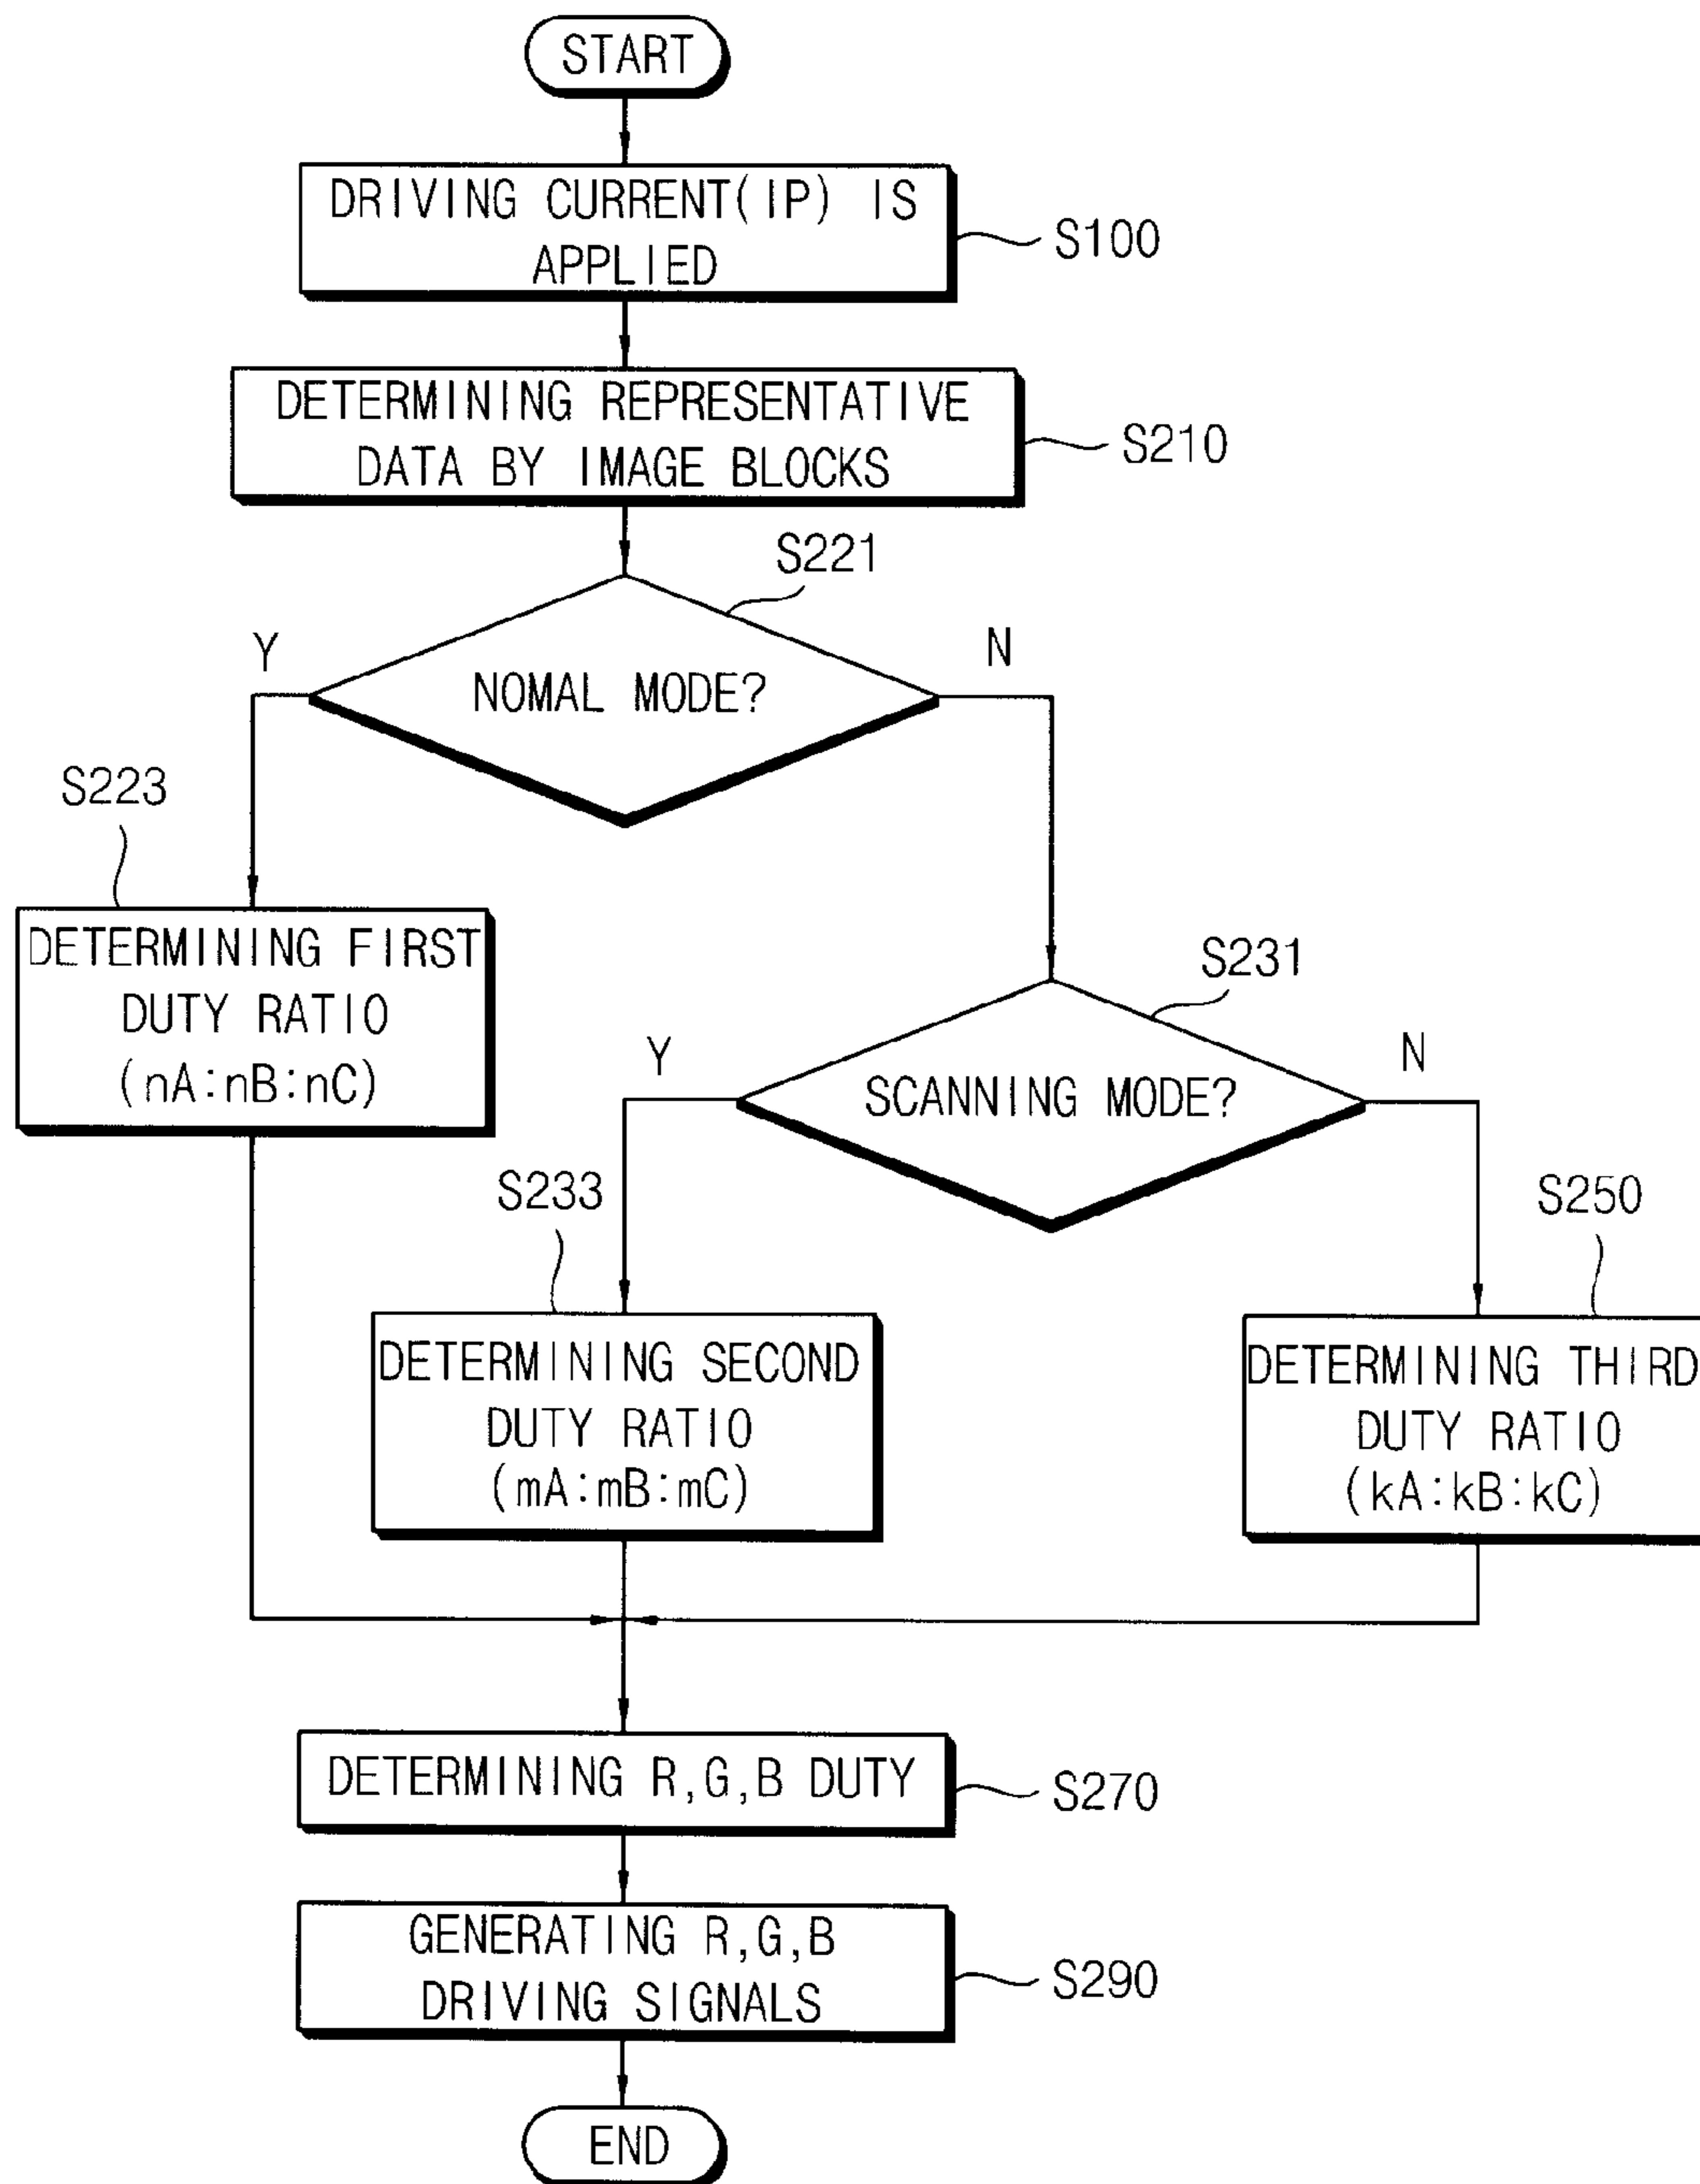 START
DRIVING CURRENT(IP) IS
APPLIED
S100
DETERMINING REPRESENTATIVE
DATA BY IMAGE BLOCKS
S210
S221
Y
N
NOMAL MODE?
S223
DETERMINING FIRST
DUTY RATIO
(nA:nB:nC)
S231
Y
N
SCANNING MODE?
S233
S250
DETERMINING SECOND
DUTY RATIO
(mA:mB:mC)
DETERMINING THIRD
DUTY RATIO
(kA:kB:kC)
DETERMINING R,G,B DUTY
S270
GENERATING R,G,B
DRIVING SIGNALS
S290
END